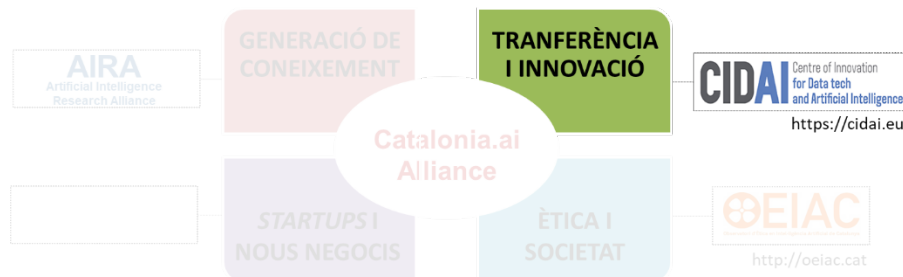 GENERACIÓ DE
CONEIXEMENT
TRANFERÈNCIA
I INNOVACIÓ
AIRA
Artificial Intelligence
Research Alliance
CIDAI
Centre of Innovation
for Data tech
and Artificial Intelligence
https://cidai.eu
Catalonia.ai
Alliance
STARTUPS I
NOUS NEGOCIS
ÈTICA I
SOCIETAT
OEIAC
http://oeiac.cat